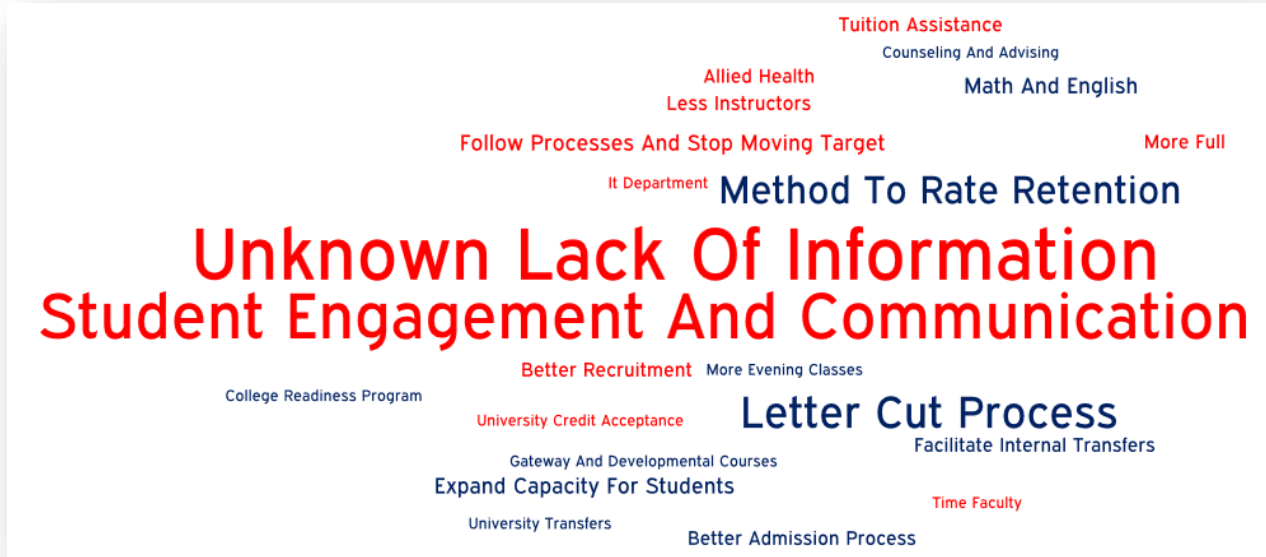 Tuition Assistance
Counseling And Advising
Allied Health
Math And English
Less Instructors
Follow Processes And Stop Moving Target
More Full
It Department
Method To Rate Retention
Unknown Lack Of Information
Student Engagement And Communication
Better Recruitment
More Evening Classes
College Readiness Program
Letter Cut Process
University Credit Acceptance
Facilitate Internal Transfers
Gateway And Developmental Courses
Expand Capacity For Students
Time Faculty
University Transfers
Better Admission Process